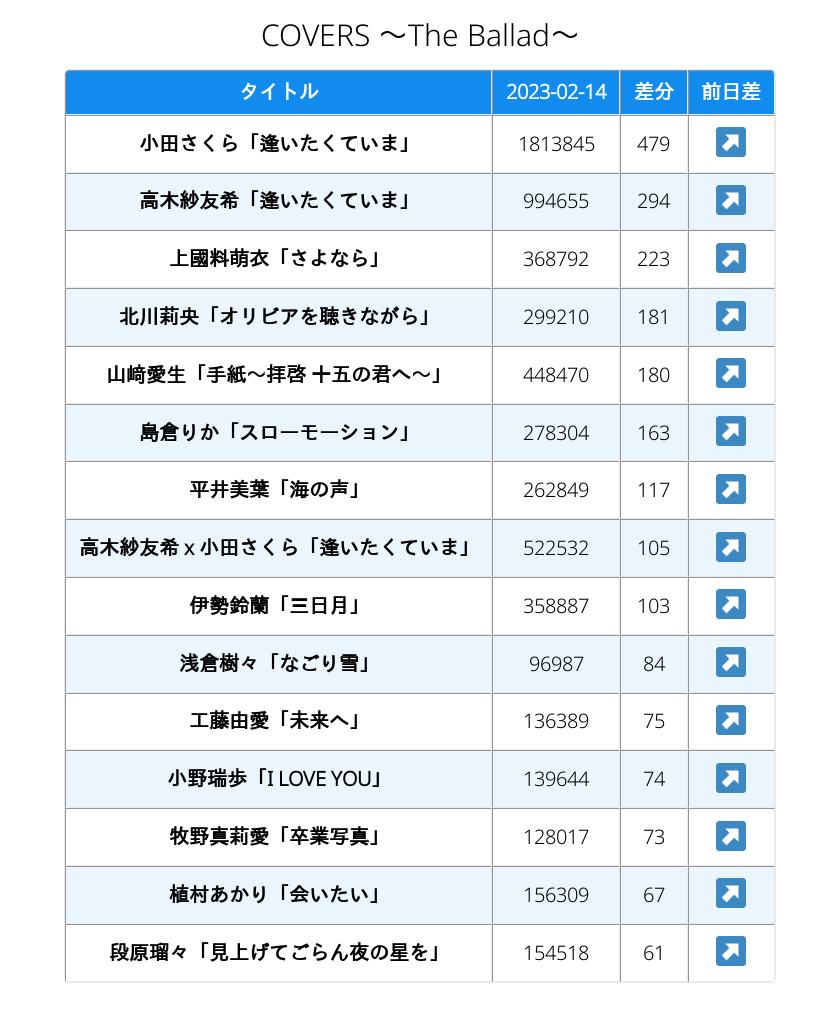 COVERS ～The Ballad～
タイトル 2023-02-14 差分 前日差
小田さくら「逢いたくていま」 1813845 479 ↗
高木紗友希「逢いたくていま」 994655 294 ↗
上國料萌衣「さよなら」 368792 223 ↗
北川莉央「オリビアを聴きながら」 299210 181 ↗
山﨑愛生「手紙～拝啓 十五の君へ～」 448470 180 ↗
島倉りか「スローモーション」 278304 163 ↗
平井美葉「海の声」 262849 117 ↗
高木紗友希 x 小田さくら「逢いたくていま」 522532 105 ↗
伊勢鈴蘭「三日月」 358887 103 ↗
浅倉樹々「なごり雪」 96987 84 ↗
工藤由愛「未来へ」 136389 75 ↗
小野瑞歩「I LOVE YOU」 139644 74 ↗
牧野真莉愛「卒業写真」 128017 73 ↗
植村あかり「会いたい」 156309 67 ↗
段原瑠々「見上げてごらん夜の星を」 154518 61 ↗